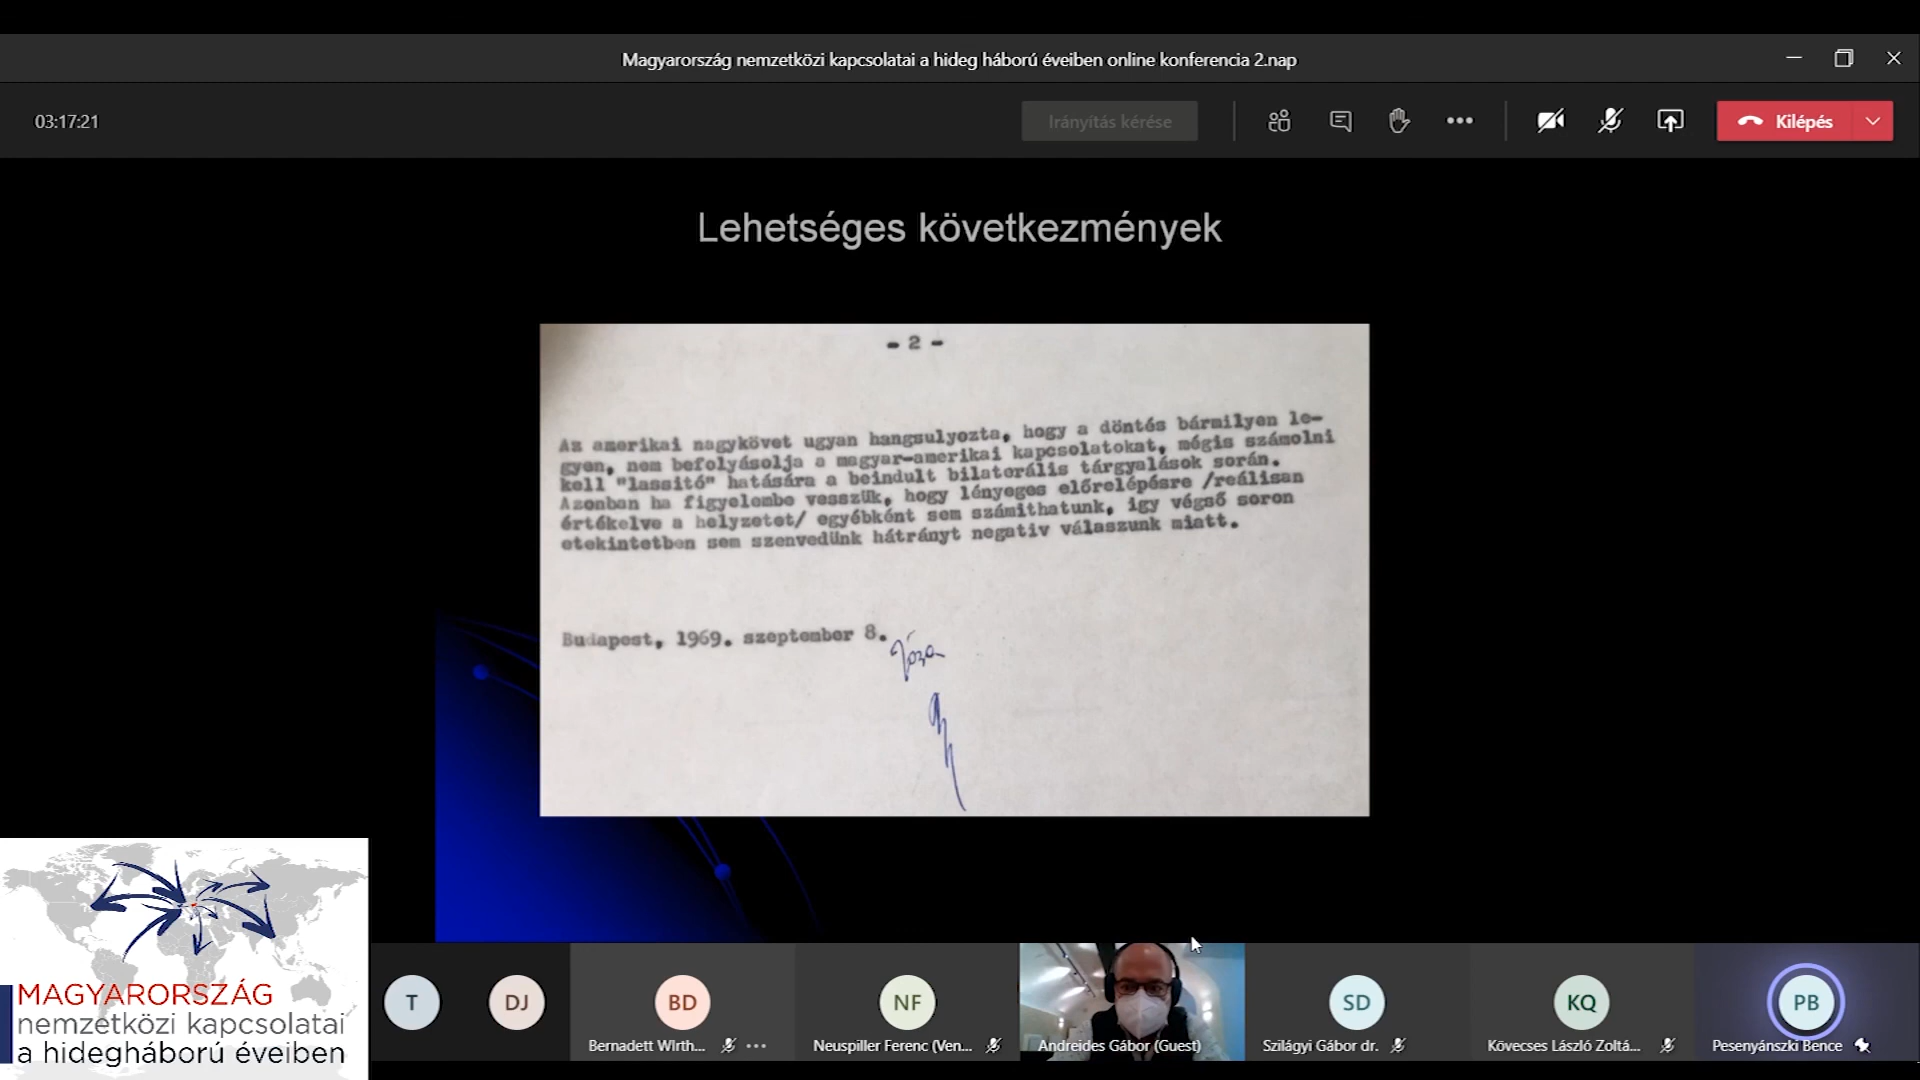 Magyarország nemzetközi kapcsolatai a hideg háború éveiben online konferencia 2.nap
03:17:21
Irányítás kérése
Kilépés
Lehetséges következmények
- 2 -
Az amerikai nagykövet ugyan hangsulyozta, hogy a döntés bármilyen le-
gyen, nem befolyásolja a magyar-amerikai kapcsolatokat, mégis számolni
kell "lassitó" hatására a beindult bilaterális tárgyalások során.
Azonban ha figyelembe vesszük, hogy lényeges előrelépésre /reálisan
értékelve a helyzetet/ egyébként sem számithatunk, igy végső soron
etekintetben sem szenvedünk hátrányt negativ válaszunk miatt.
Budapest, 1969. szeptember 8.
Józa
MAGYARORSZÁG
nemzetközi kapcsolatai
a hidegháború éveiben
T
DJ
BD
NF
SD
KQ
PB
Bernadett WIrth...
Neuspiller Ferenc (Ven...
Andreides Gábor (Guest)
Szilágyi Gábor dr.
Kövecses László Zoltá...
Pesenyánszki Bence